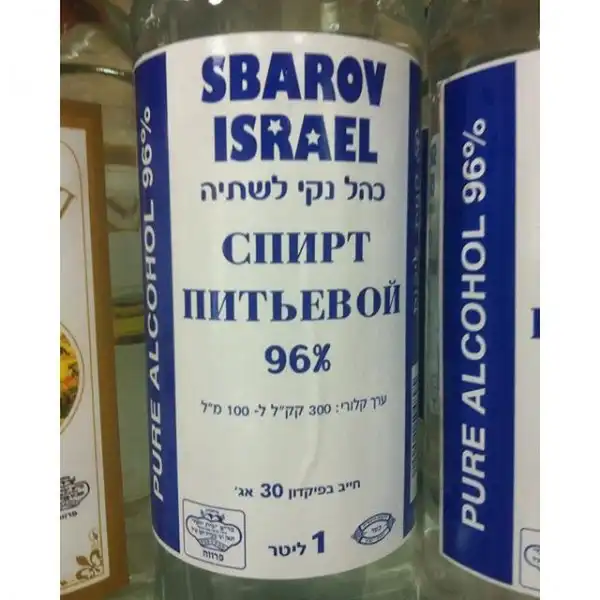 SBAROV
ISRAEL
כהל נקי לשתיה
СПИРТ
ПИТЬЕВОЙ
96%
ערך קלורי: 300 קק"ל ל- 100 מ"ל
חייב בפיקדון 30 אג'
1 ליטר
פרווה
PURE ALCOHOL 96%
PURE ALCOHOL 96%